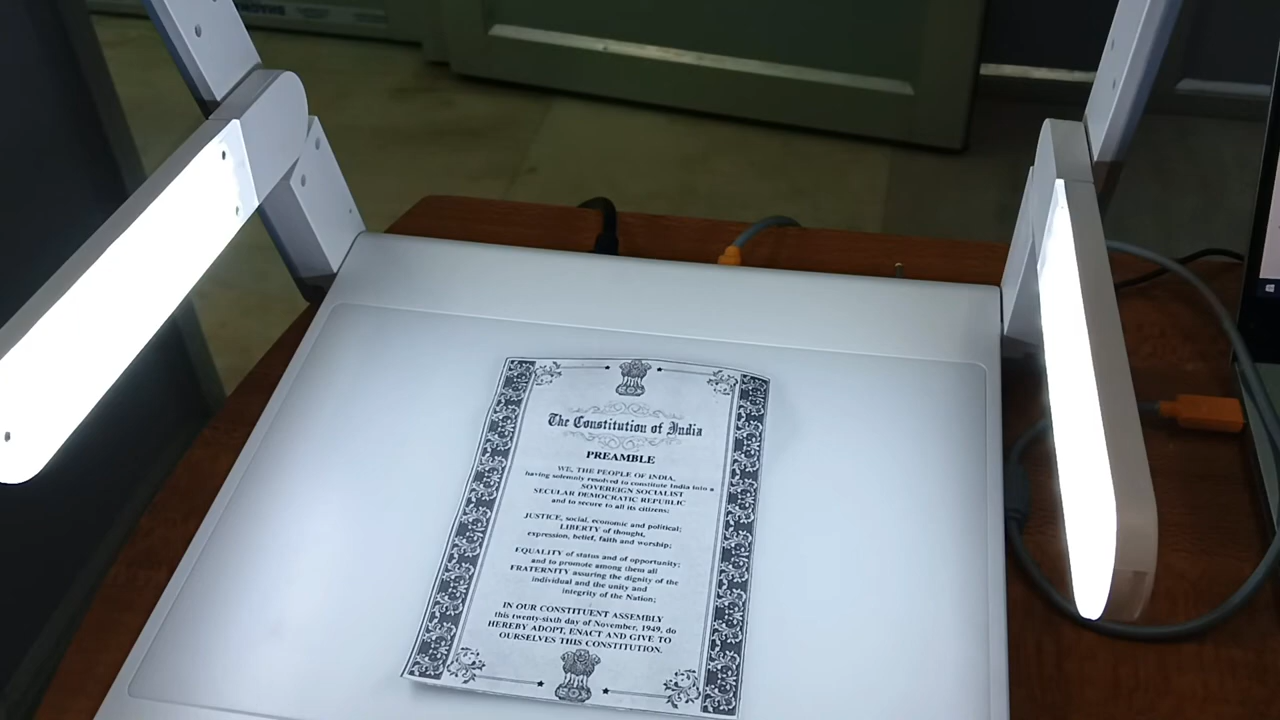 The Constitution of India
PREAMBLE
WE, THE PEOPLE OF INDIA,
having solemnly resolved to constitute India into a
SOVEREIGN SOCIALIST
SECULAR DEMOCRATIC REPUBLIC
and to secure to all its citizens:
JUSTICE, social, economic and political;
LIBERTY of thought,
expression, belief, faith and worship;
EQUALITY of status and of opportunity;
and to promote among them all
FRATERNITY assuring the dignity of the
individual and the unity and
integrity of the Nation;
IN OUR CONSTITUENT ASSEMBLY
this twenty-sixth day of November, 1949, do
HEREBY ADOPT, ENACT AND GIVE TO
OURSELVES THIS CONSTITUTION.